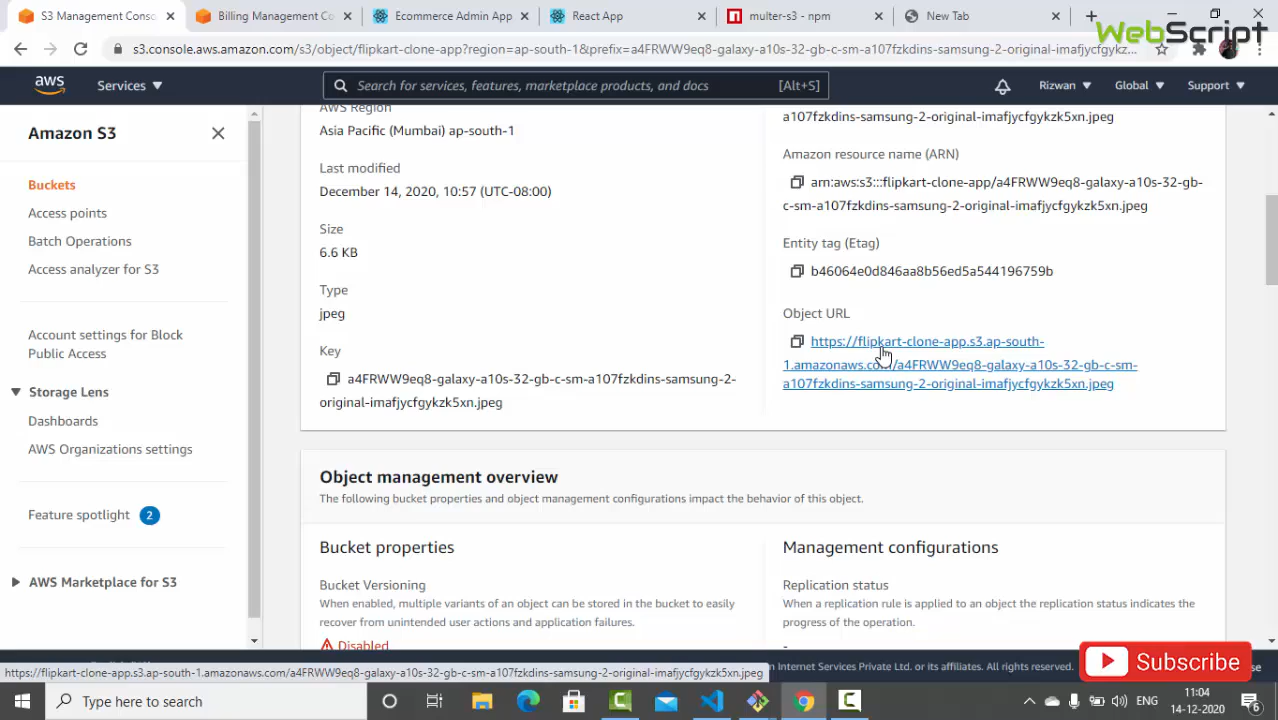 S3 Management Conso
Billing Management C
Ecommerce Admin App
React App
multer-s3 - npm
New Tab
WebScript
s3.console.aws.amazon.com/s3/object/flipkart-clone-app?region=ap-south-1&prefix=a4FRWW9eq8-galaxy-a10s-32-gb-c-sm-a107fzkdins-samsung-2-original-imafjycfgykz...
aws
Services
Search for services, features, marketplace products, and docs
[Alt+S]
Rizwan
Global
Support
Amazon S3
Buckets
Access points
Batch Operations
Access analyzer for S3
Account settings for Block
Public Access
Storage Lens
Dashboards
AWS Organizations settings
Feature spotlight 2
AWS Marketplace for S3
AWS Region
Asia Pacific (Mumbai) ap-south-1
Last modified
December 14, 2020, 10:57 (UTC-08:00)
Size
6.6 KB
Type
jpeg
Key
a4FRWW9eq8-galaxy-a10s-32-gb-c-sm-a107fzkdins-samsung-2-
original-imafjycfgykzk5xn.jpeg
a107fzkdins-samsung-2-original-imafjycfgykzk5xn.jpeg
Amazon resource name (ARN)
arn:aws:s3:::flipkart-clone-app/a4FRWW9eq8-galaxy-a10s-32-gb-
c-sm-a107fzkdins-samsung-2-original-imafjycfgykzk5xn.jpeg
Entity tag (Etag)
b46064e0d846aa8b56ed5a544196759b
Object URL
https://flipkart-clone-app.s3.ap-south-
1.amazonaws.com/a4FRWW9eq8-galaxy-a10s-32-gb-c-sm-
a107fzkdins-samsung-2-original-imafjycfgykzk5xn.jpeg
Object management overview
The following bucket properties and object management configurations impact the behavior of this object.
Bucket properties
Bucket Versioning
When enabled, multiple variants of an object can be stored in the bucket to easily
recover from unintended user actions and application failures.
Disabled
Management configurations
Replication status
When a replication rule is applied to an object the replication status indicates the
progress of the operation.
-
n Internet Services Private Ltd. or its affiliates. All rights reserved.
Subscribe
https://flipkart-clone-app.s3.ap-south-1.amazonaws.com/a4FRWW9eq8-galaxy-a10s-32-gb-c-sm-a107fzkdins-samsung-2-original-imafjycfgykzk5xn.jpeg
Type here to search
ENG
11:04
14-12-2020
6